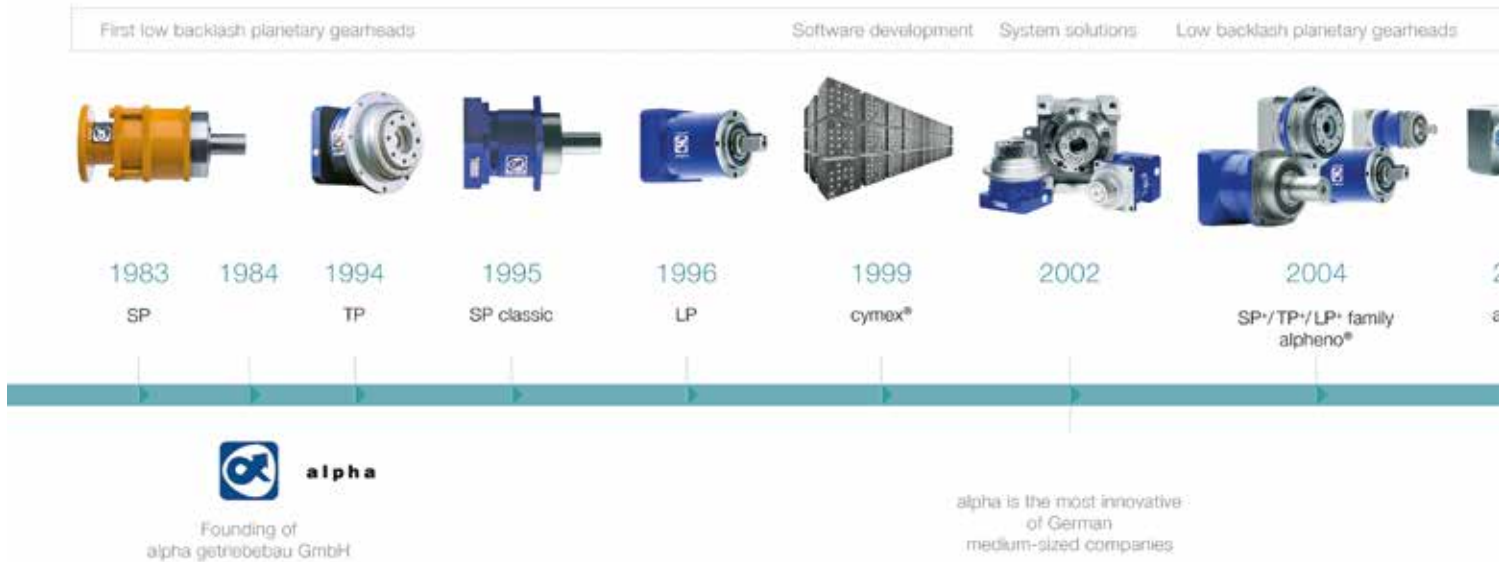 First low backlash planetary gearheads
Software development
System solutions
Low backlash planetary gearheads
1983
1984
1994
1995
1996
1999
2002
2004
SP
TP
SP classic
LP
cymex®
SP⁺/TP⁺/LP⁺ family
alpheno®
alpha
Founding of
alpha getriebebau GmbH
alpha is the most innovative
of German
medium-sized companies